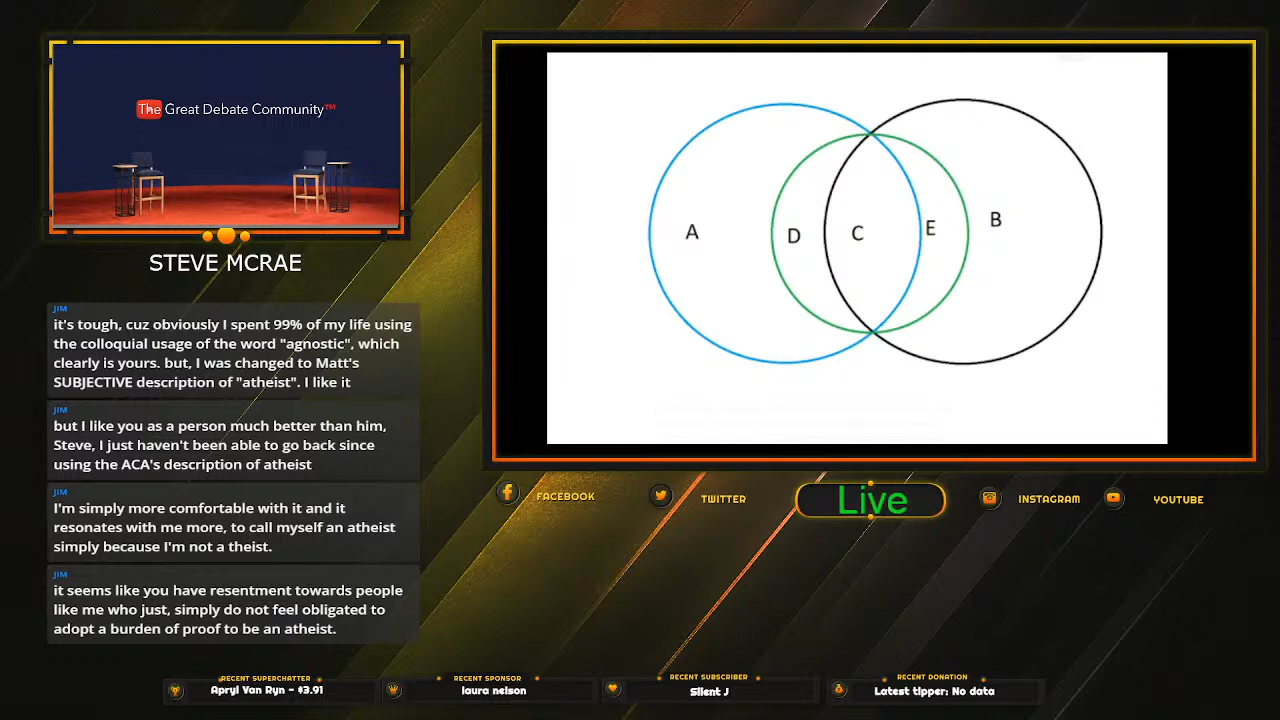 The Great Debate Community™
STEVE MCRAE
JIM
it's tough, cuz obviously I spent 99% of my life using
the colloquial usage of the word "agnostic", which
clearly is yours. but, I was changed to Matt's
SUBJECTIVE description of "atheist". I like it
JIM
but I like you as a person much better than him,
Steve, I just haven't been able to go back since
using the ACA's description of atheist
JIM
I'm simply more comfortable with it and it
resonates with me more, to call myself an atheist
simply because I'm not a theist.
JIM
it seems like you have resentment towards people
like me who just, simply do not feel obligated to
adopt a burden of proof to be an atheist.
A D C E B
FACEBOOK
TWITTER
Live
INSTAGRAM
YOUTUBE
RECENT SUPERCHATTER
Apryl Van Ryn - $3.91
RECENT SPONSOR
laura nelson
RECENT SUBSCRIBER
Silent J
RECENT DONATION
Latest tipper: No data